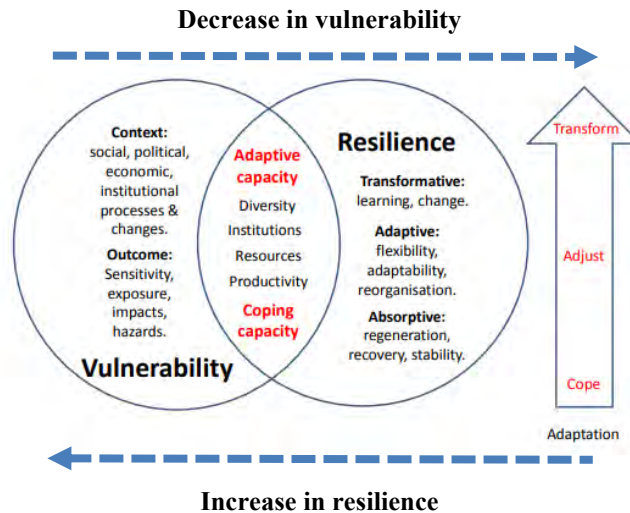 Decrease in vulnerability
Context:
social, political,
economic,
institutional
processes &
changes.
Outcome:
Sensitivity,
exposure,
impacts,
hazards.
Vulnerability
Adaptive
capacity
Diversity
Institutions
Resources
Productivity
Coping
capacity
Resilience
Transformative:
learning, change.
Adaptive:
flexibility,
adaptability,
reorganisation.
Absorptive:
regeneration,
recovery, stability.
Transform
Adjust
Cope
Adaptation
Increase in resilience